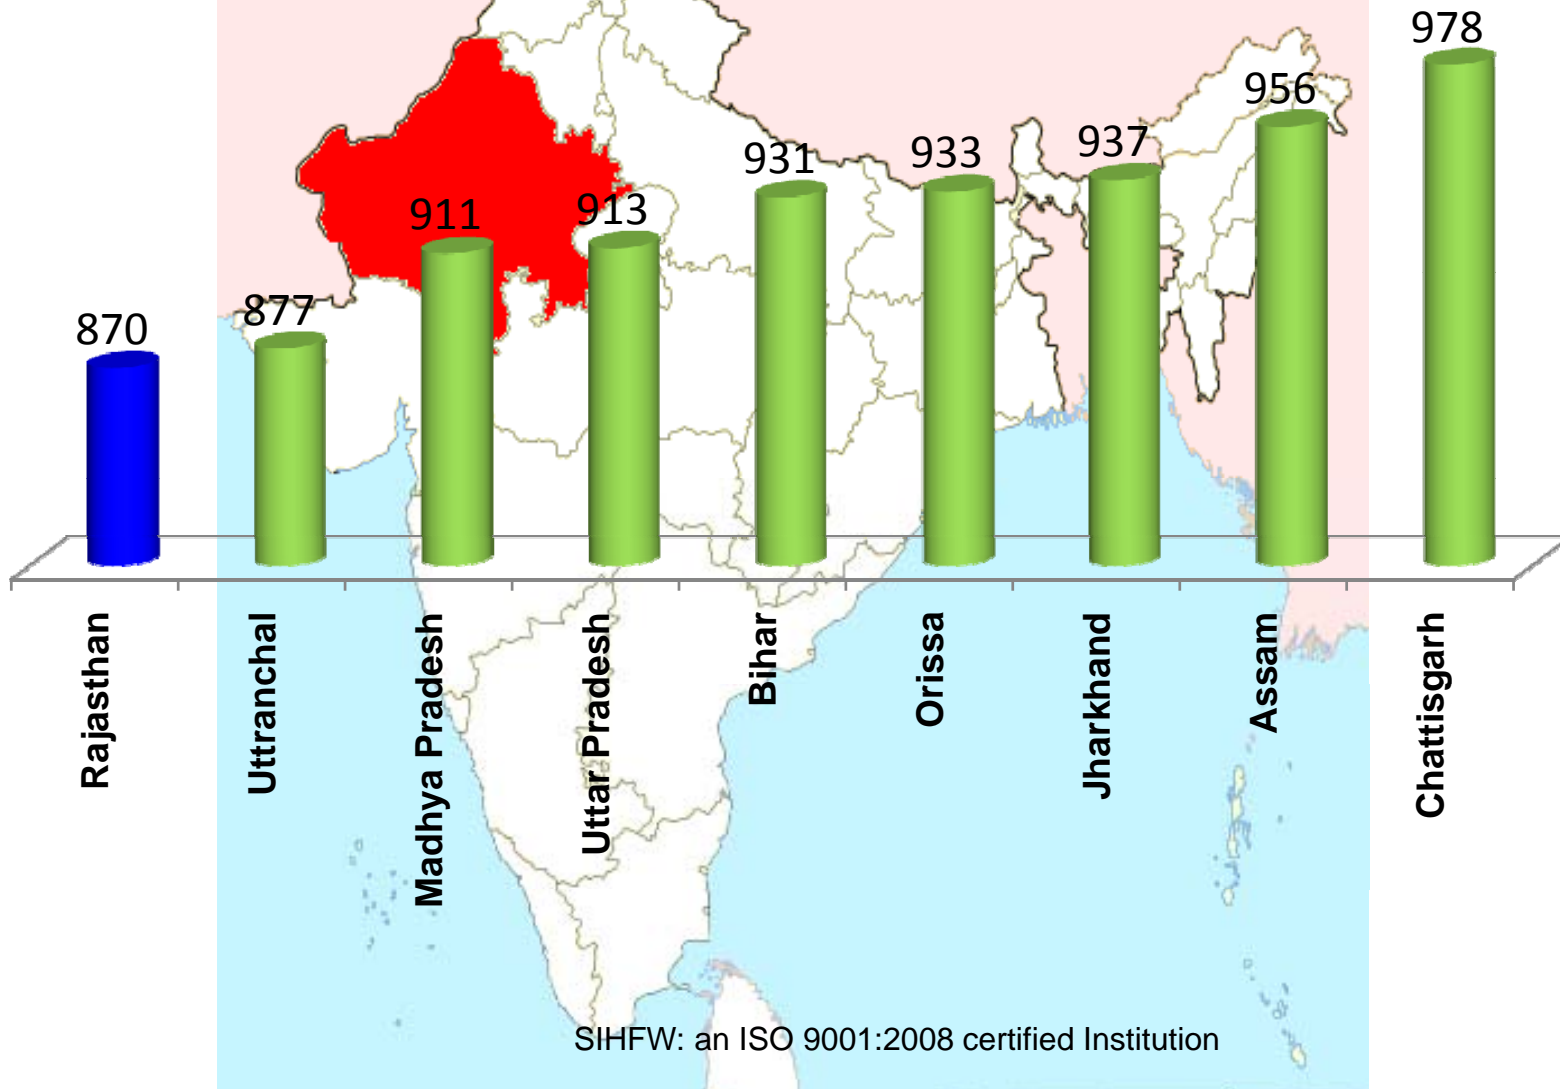 870
877
911
913
931
933
937
956
978
Rajasthan
Uttranchal
Madhya Pradesh
Uttar Pradesh
Bihar
Orissa
Jharkhand
Assam
Chattisgarh
SIHFW: an ISO 9001:2008 certified Institution